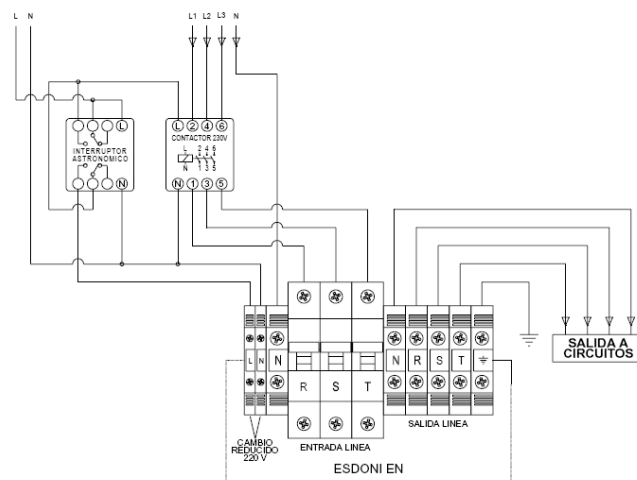 L N L1 L2 L3 N
L L 2 4 6
INTERRUPTOR
ASTRONOMICO
CONTACTOR 230V
L 2 4 6
N 1 3 5
N N 1 3 5
L N N R S T N R S T
SALIDA A
CIRCUITOS
CAMBIO
REDUCIDO
220 V
ENTRADA LINEA
SALIDA LINEA
ESDONI EN